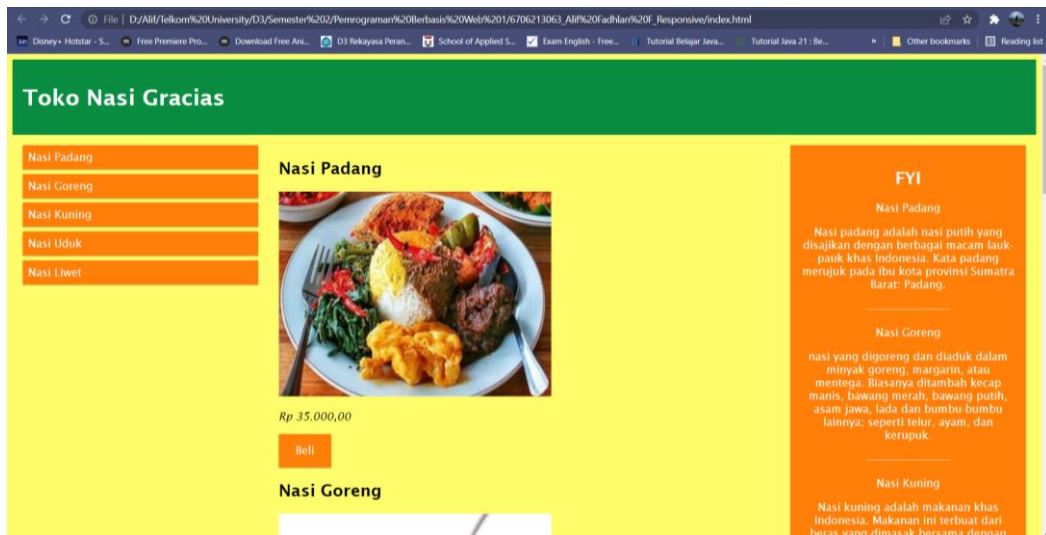 File | D:/Alif/Telkom%20University/D3/Semester%202/Pemrograman%20Berbasis%20Web%201/6706213063_Alif%20Fadhlan%20F_Responsive/index.html
Disney+ Hotstar - S... Free Premiere Pro... Download Free Ani... D3 Rekayasa Peran... School of Applied S... Exam English - Free... Tutorial Belajar Java... Tutorial Java 21 : Be... » Other bookmarks Reading list
Toko Nasi Gracias
Nasi Padang
Nasi Goreng
Nasi Kuning
Nasi Uduk
Nasi Liwet
Nasi Padang
Rp 35.000,00
Beli
Nasi Goreng
FYI
Nasi Padang
Nasi padang adalah nasi putih yang
disajikan dengan berbagai macam lauk-
pauk khas Indonesia. Kata padang
merujuk pada ibu kota provinsi Sumatra
Barat: Padang.
------------------------
Nasi Goreng
nasi yang digoreng dan diaduk dalam
minyak goreng, margarin, atau
mentega. Biasanya ditambah kecap
manis, bawang merah, bawang putih,
asam jawa, lada dan bumbu-bumbu
lainnya; seperti telur, ayam, dan
kerupuk.
------------------------
Nasi Kuning
Nasi kuning adalah makanan khas
Indonesia. Makanan ini terbuat dari
beras yang dimasak bersama dengan